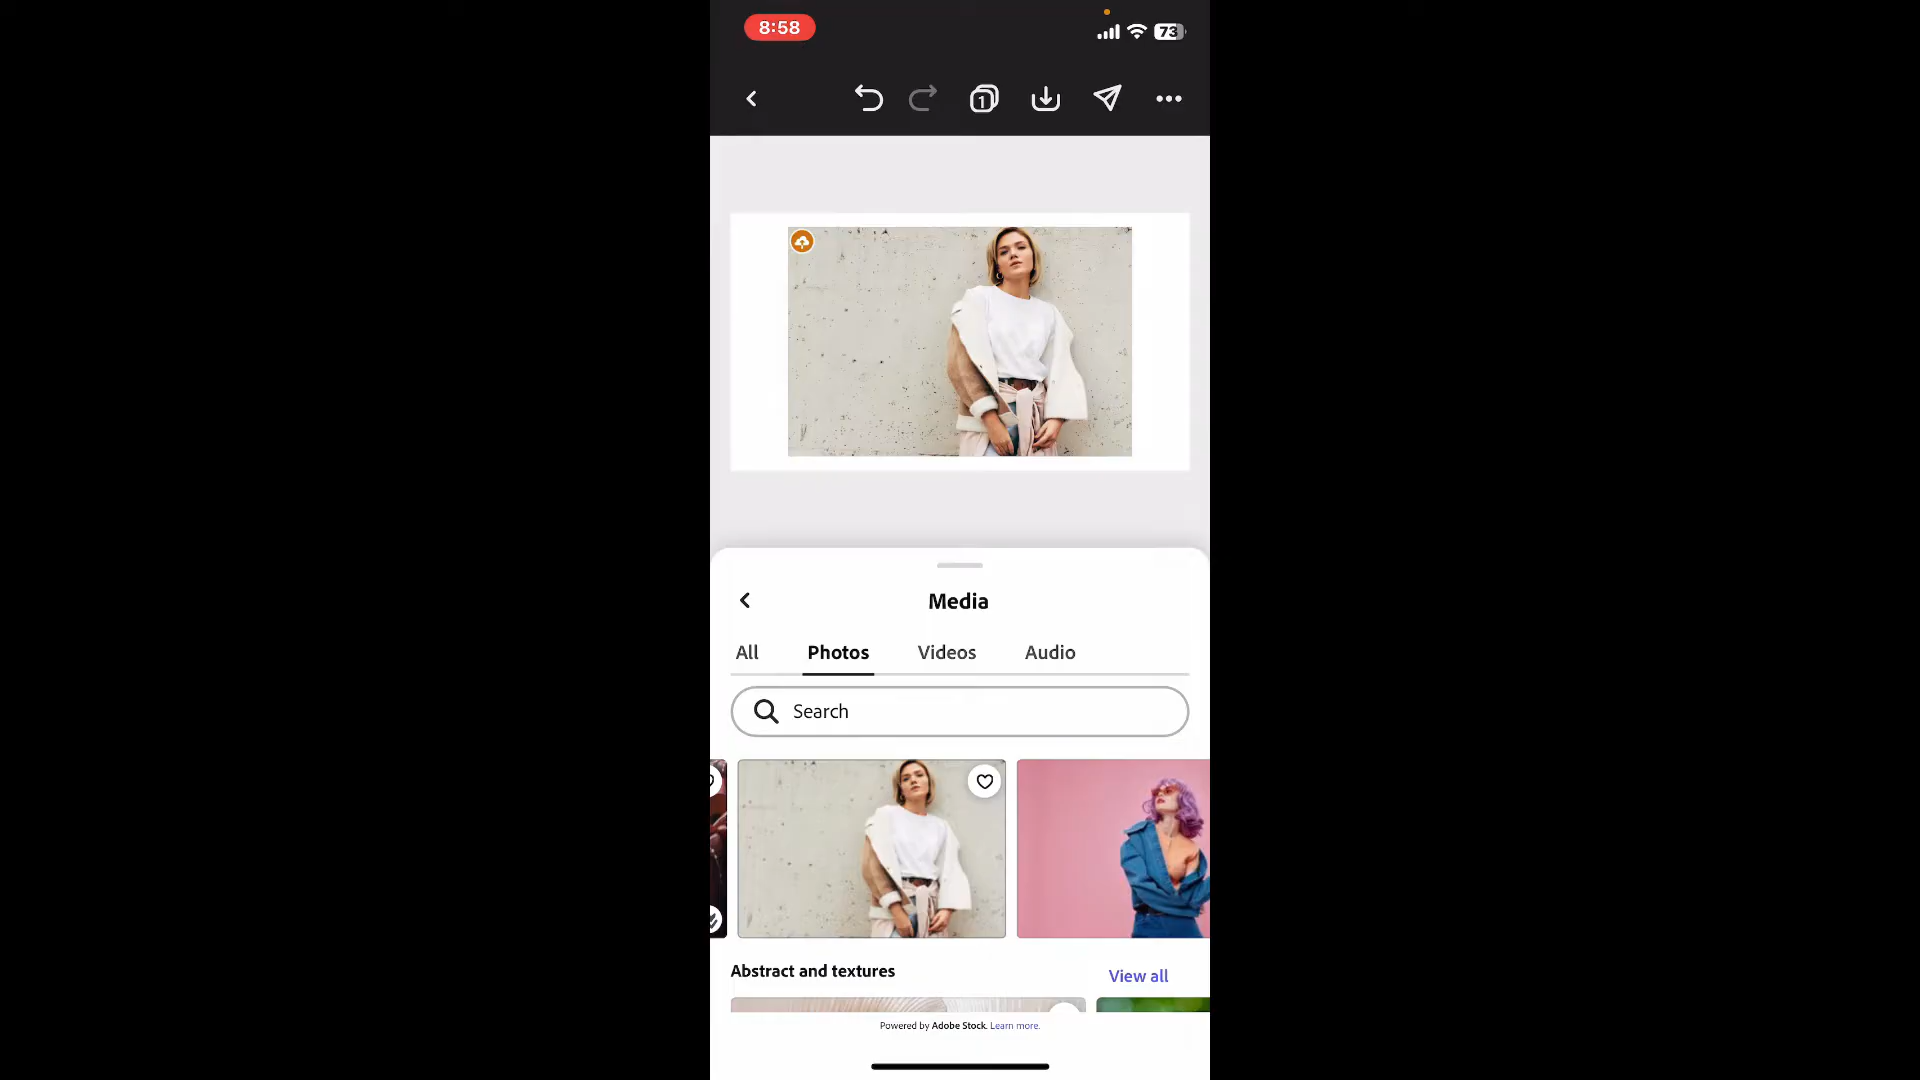 8:58
73
1
Media
All Photos Videos Audio
Search
Abstract and textures
View all
Powered by Adobe Stock. Learn more.